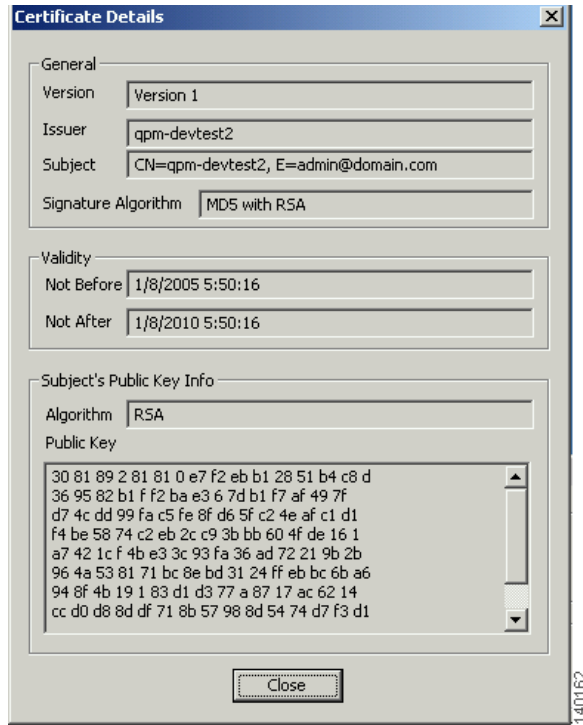 Certificate Details
General
Version Version 1
Issuer qpm-devtest2
Subject CN=qpm-devtest2, E=admin@domain.com
Signature Algorithm MD5 with RSA
Validity
Not Before 1/8/2005 5:50:16
Not After 1/8/2010 5:50:16
Subject's Public Key Info
Algorithm RSA
Public Key
30 81 89 2 81 81 0 e7 f2 eb b1 28 51 b4 c8 d
36 95 82 b1 f f2 ba e3 6 7d b1 f7 af 49 7f
d7 4c dd 99 fa c5 fe 8f d6 5f c2 4e af c1 d1
f4 be 58 74 c2 eb 2c c9 3b bb 60 4f de 16 1
a7 42 1c f 4b e3 3c 93 fa 36 ad 72 21 9b 2b
96 4a 53 81 71 bc 8e bd 31 24 ff eb bc 6b a6
94 8f 4b 19 1 83 d1 d3 77 a 87 17 ac 62 14
cc d0 d8 8d df 71 8b 57 98 8d 54 74 d7 f3 d1
Close
140162